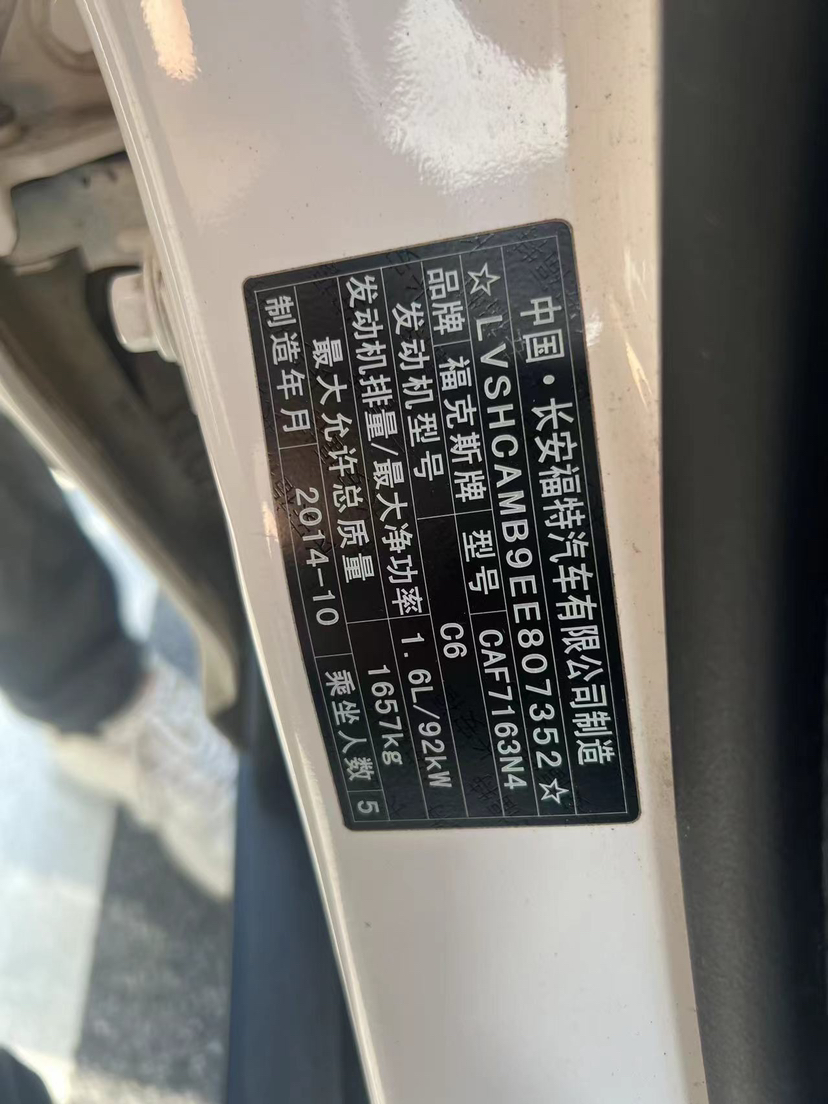 中国·长安福特汽车有限公司制造
☆LVSHCAMB9EE807352☆
品牌 福克斯牌 型号 CAF7163N4
发动机型号 C6
发动机排量/最大净功率 1.6L/92kW
最大允许总质量 1657kg
制造年月 2014-10 乘坐人数 5